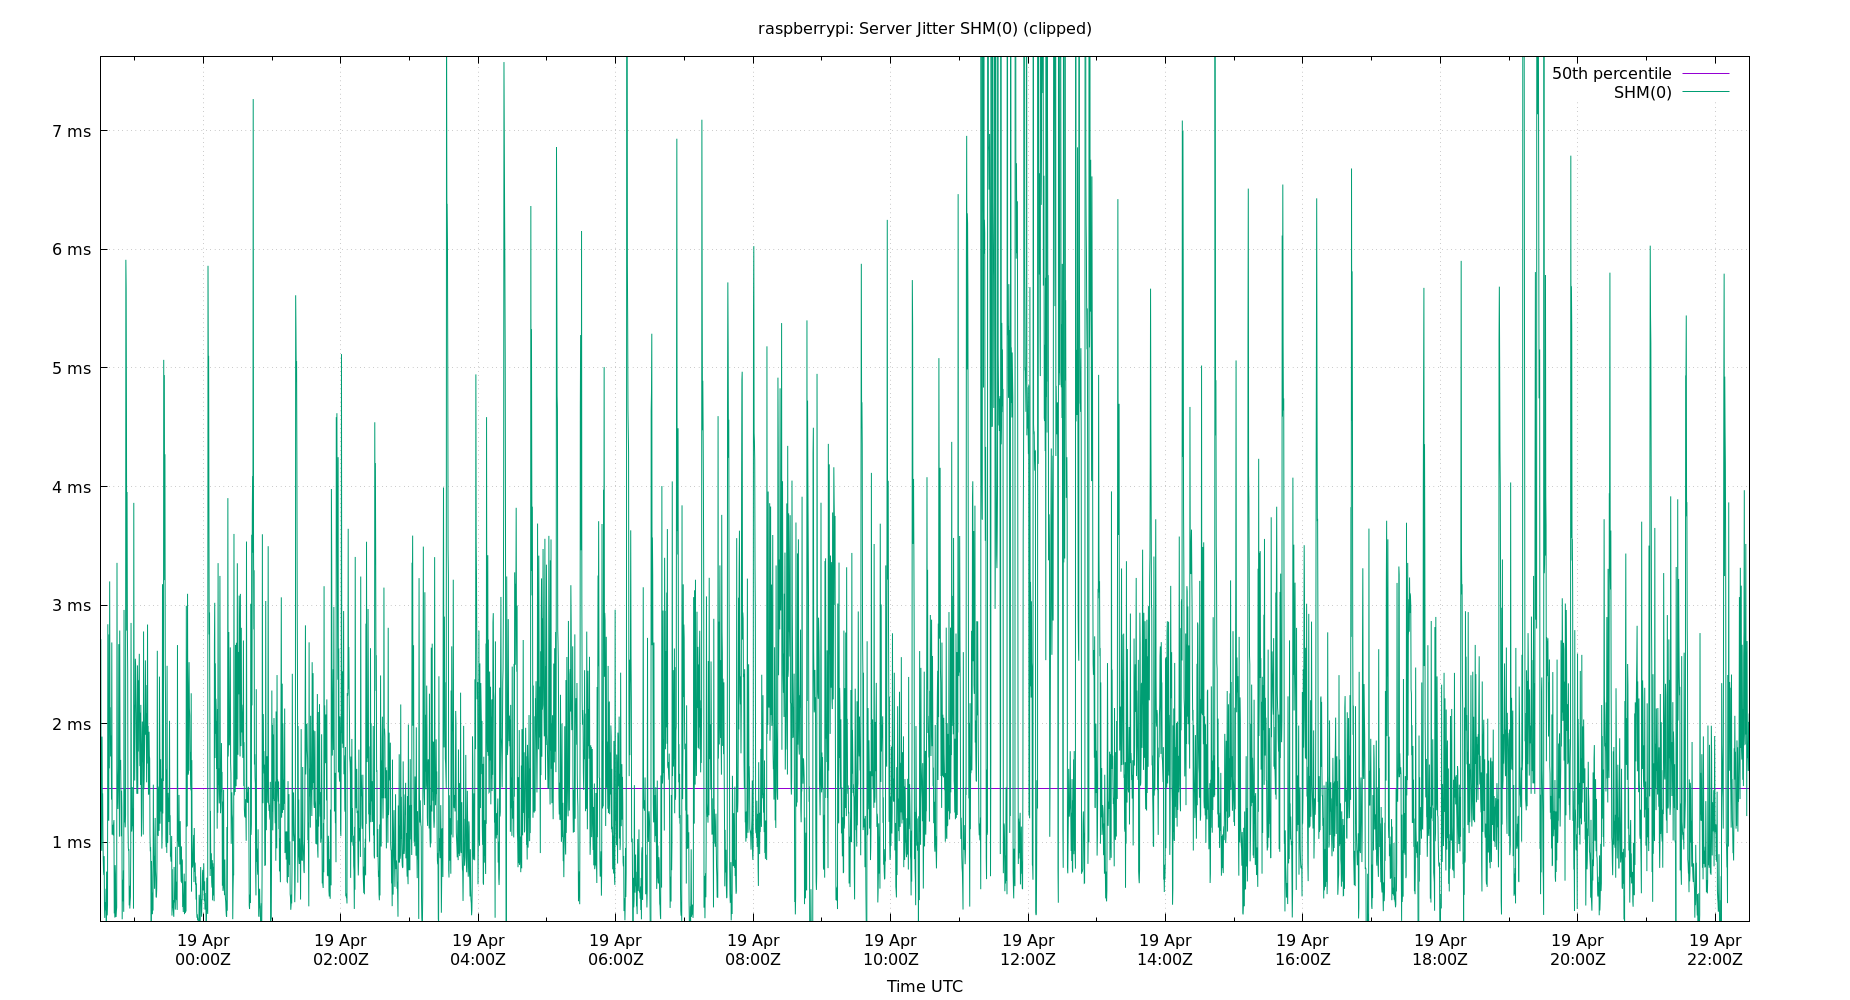 raspberrypi: Server Jitter SHM(0) (clipped)
50th percentile
SHM(0)
7 ms
6 ms
5 ms
4 ms
3 ms
2 ms
1 ms
19 Apr 19 Apr 19 Apr 19 Apr 19 Apr 19 Apr 19 Apr 19 Apr 19 Apr 19 Apr 19 Apr 19 Apr
00:00Z 02:00Z 04:00Z 06:00Z 08:00Z 10:00Z 12:00Z 14:00Z 16:00Z 18:00Z 20:00Z 22:00Z
Time UTC